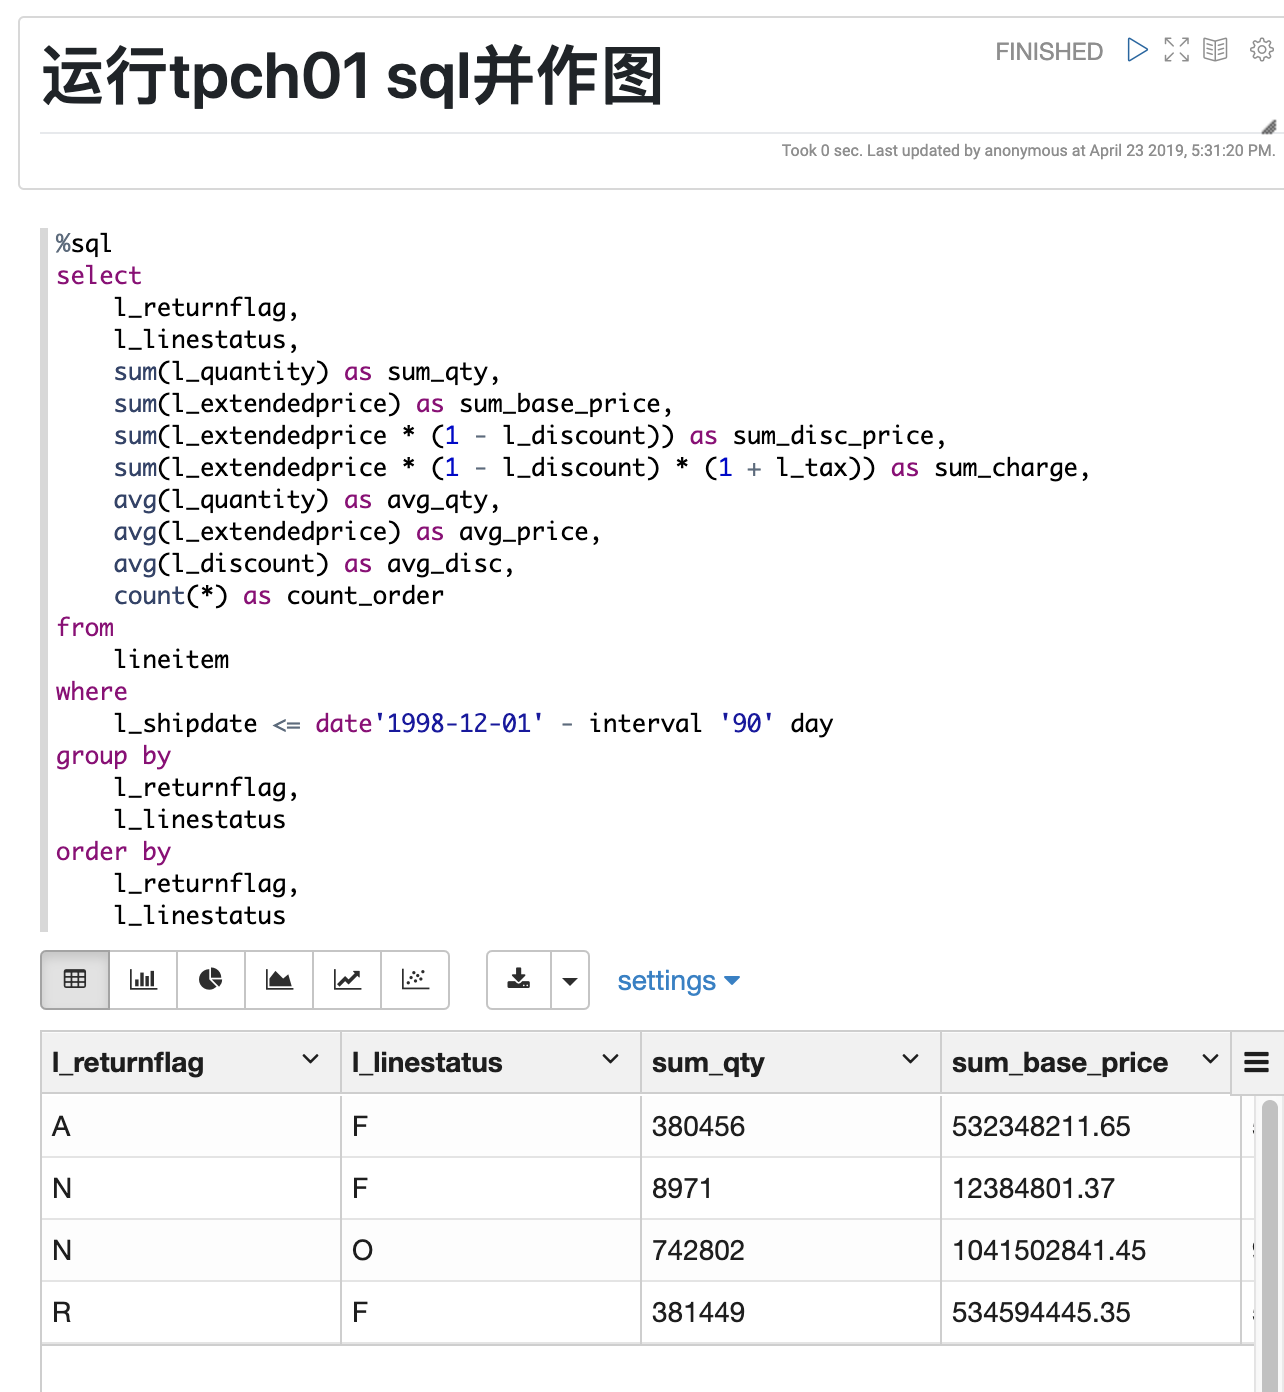 运行tpch01 sql并作图
FINISHED
Took 0 sec. Last updated by anonymous at April 23 2019, 5:31:20 PM.
%sql
select
    l_returnflag,
    l_linestatus,
    sum(l_quantity) as sum_qty,
    sum(l_extendedprice) as sum_base_price,
    sum(l_extendedprice * (1 - l_discount)) as sum_disc_price,
    sum(l_extendedprice * (1 - l_discount) * (1 + l_tax)) as sum_charge,
    avg(l_quantity) as avg_qty,
    avg(l_extendedprice) as avg_price,
    avg(l_discount) as avg_disc,
    count(*) as count_order
from
    lineitem
where
    l_shipdate <= date'1998-12-01' - interval '90' day
group by
    l_returnflag,
    l_linestatus
order by
    l_returnflag,
    l_linestatus
settings
l_returnflag l_linestatus sum_qty sum_base_price
A F 380456 532348211.65
N F 8971 12384801.37
N O 742802 1041502841.45
R F 381449 534594445.35